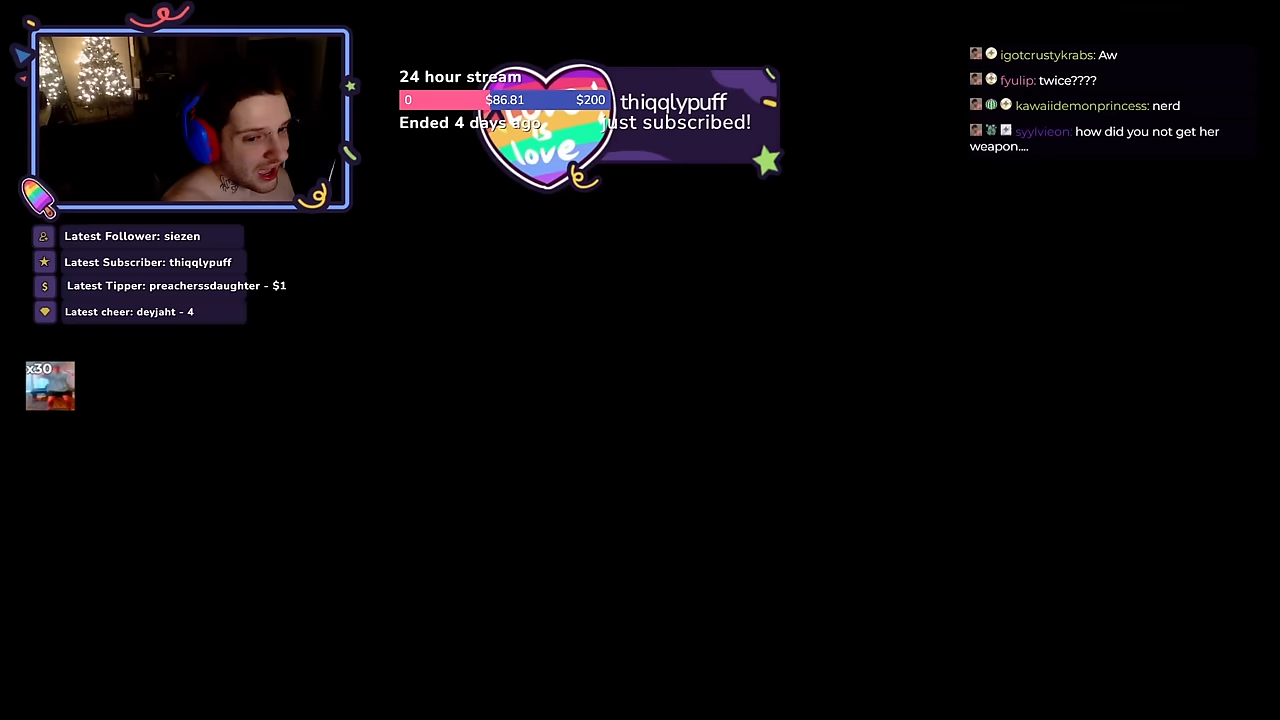 24 hour stream
0 $86.81 $200
Ended 4 days ago
is
love
thiqqlypuff
just subscribed!
igotcrustykrabs: Aw
fyulip: twice????
kawaiidemonprincess: nerd
syylvieon: how did you not get her
weapon....
Latest Follower: siezen
Latest Subscriber: thiqqlypuff
Latest Tipper: preacherssdaughter - $1
Latest cheer: deyjaht - 4
x30